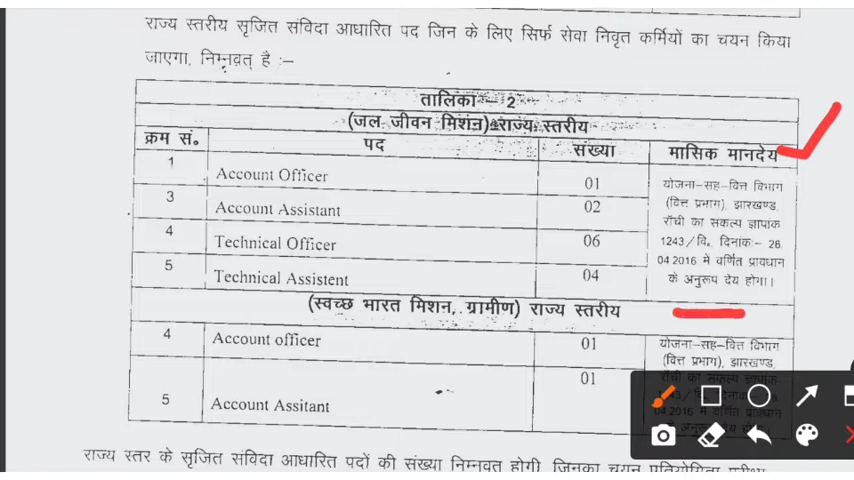 राज्य स्तरीय सृजित संविदा आधारित पद जिन के लिए सिर्फ सेवा निवृत कर्मियों का चयन किया
जाएगा, निम्नवत् है :–
तालिका – 2
(जल जीवन मिशन) राज्य स्तरीय
क्रम सं. पद संख्या मासिक मानदेय
1 Account Officer 01
3 Account Assistant 02
4 Technical Officer 06
5 Technical Assistent 04
योजना–सह–वित्त विभाग
(वित्त प्रभाग), झारखण्ड,
राँची का संकल्प ज्ञापांक
1243/वि., दिनांकः– 26.
04.2016 मे वर्णित प्रावधान
के अनुरूप देय होगा।
(स्वच्छ भारत मिशन, ग्रामीण) राज्य स्तरीय
4 Account officer 01
5 Account Assitant 01
योजना–सह–वित्त विभाग
(वित्त प्रभाग), झारखण्ड,
राज्य स्तर के सृजित संविदा आधारित पदों की संख्या निम्नवत होगी, जिनका चयन प्रतियोगिता